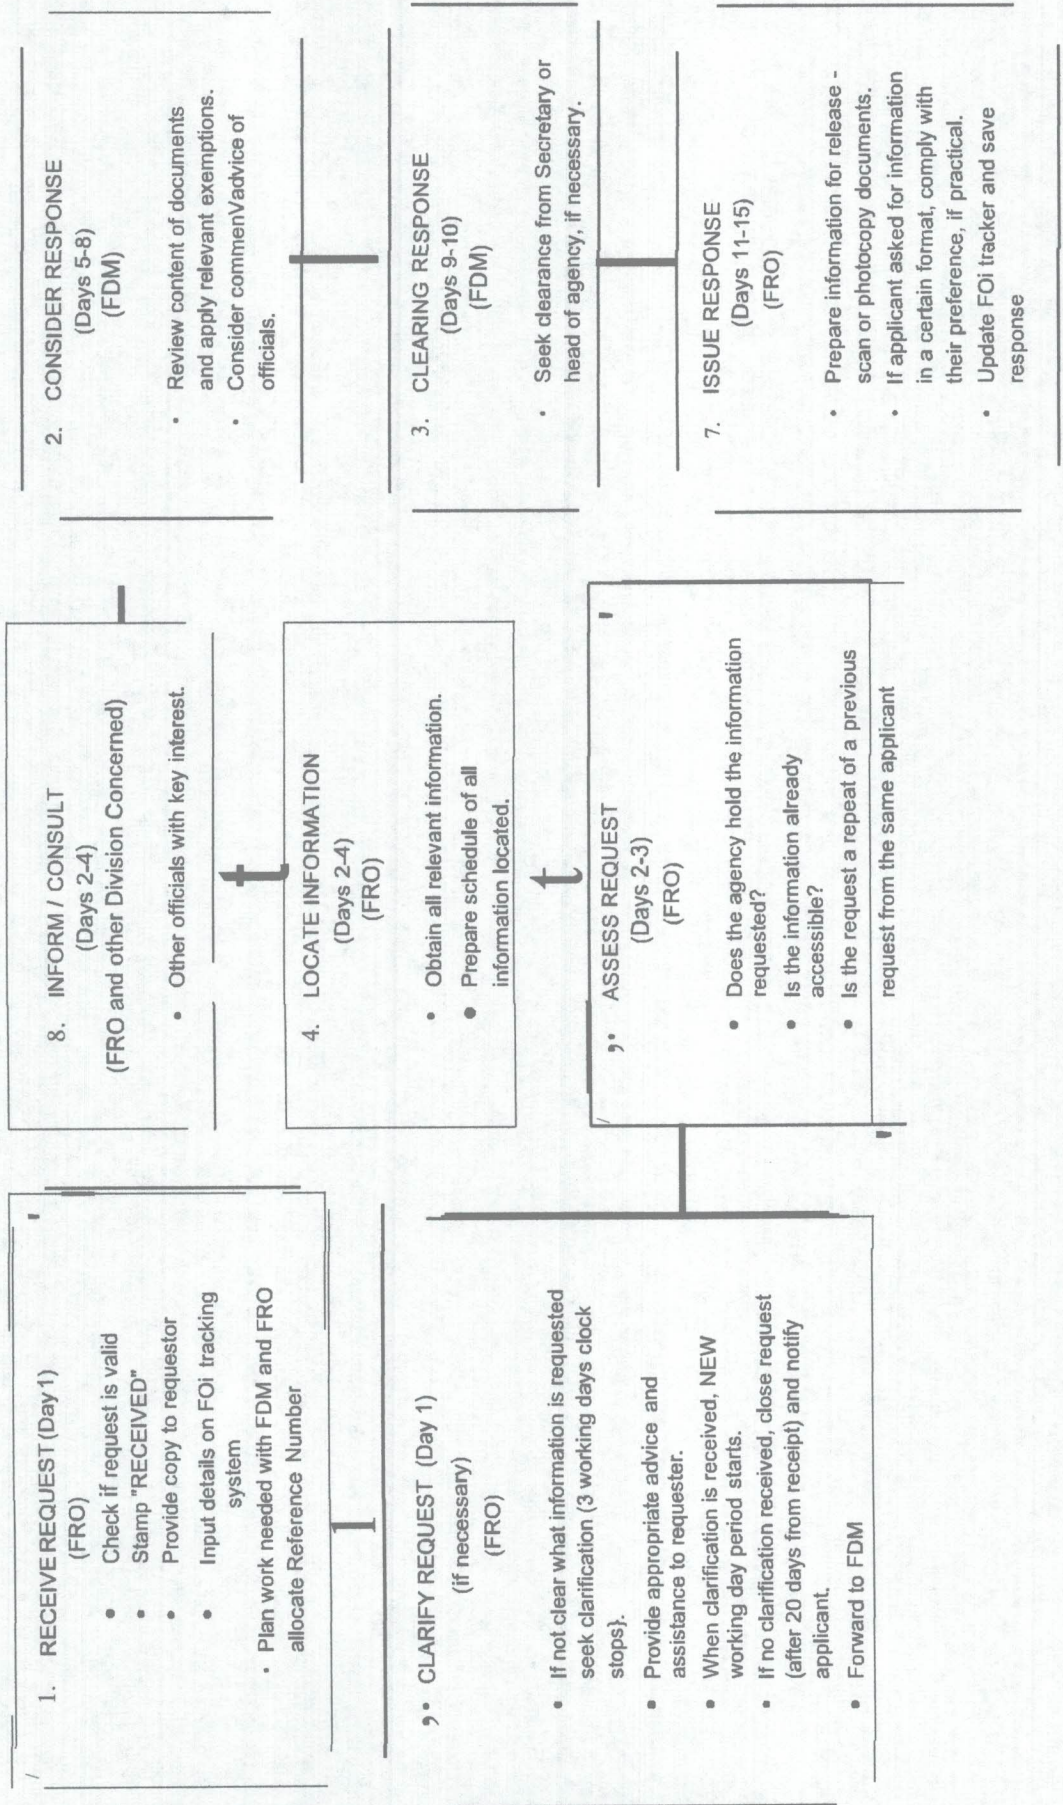 1. RECEIVE REQUEST (Day 1)
(FRO)
• Check if request is valid
• Stamp "RECEIVED"
• Provide copy to requestor
• Input details on FOi tracking
system
• Plan work needed with FDM and FRO
allocate Reference Number
,• CLARIFY REQUEST (Day 1)
(if necessary)
(FRO)
• If not clear what information is requested
seek clarification (3 working days clock
stops}.
• Provide appropriate advice and
assistance to requester.
• When clarification is received, NEW
working day period starts.
• If no clarification received, close request
(after 20 days from receipt) and notify
applicant.
• Forward to FDM
8. INFORM / CONSULT
(Days 2-4)
(FRO and other Division Concerned)
• Other officials with key interest.
4. LOCATE INFORMATION
(Days 2-4)
(FRO)
• Obtain all relevant information.
• Prepare schedule of all
information located.
,• ASSESS REQUEST
(Days 2-3)
(FRO)
• Does the agency hold the information
requested?
• Is the information already
accessible?
• Is the request a repeat of a previous
request from the same applicant
2. CONSIDER RESPONSE
(Days 5-8)
(FDM)
• Review content of documents
and apply relevant exemptions.
• Consider commenVadvice of
officials.
3. CLEARING RESPONSE
(Days 9-10)
(FDM)
• Seek clearance from Secretary or
head of agency, if necessary.
7. ISSUE RESPONSE
(Days 11-15)
(FRO)
• Prepare information for release -
scan or photocopy documents.
• If applicant asked for information
in a certain format, comply with
their preference, if practical.
• Update FOi tracker and save
response